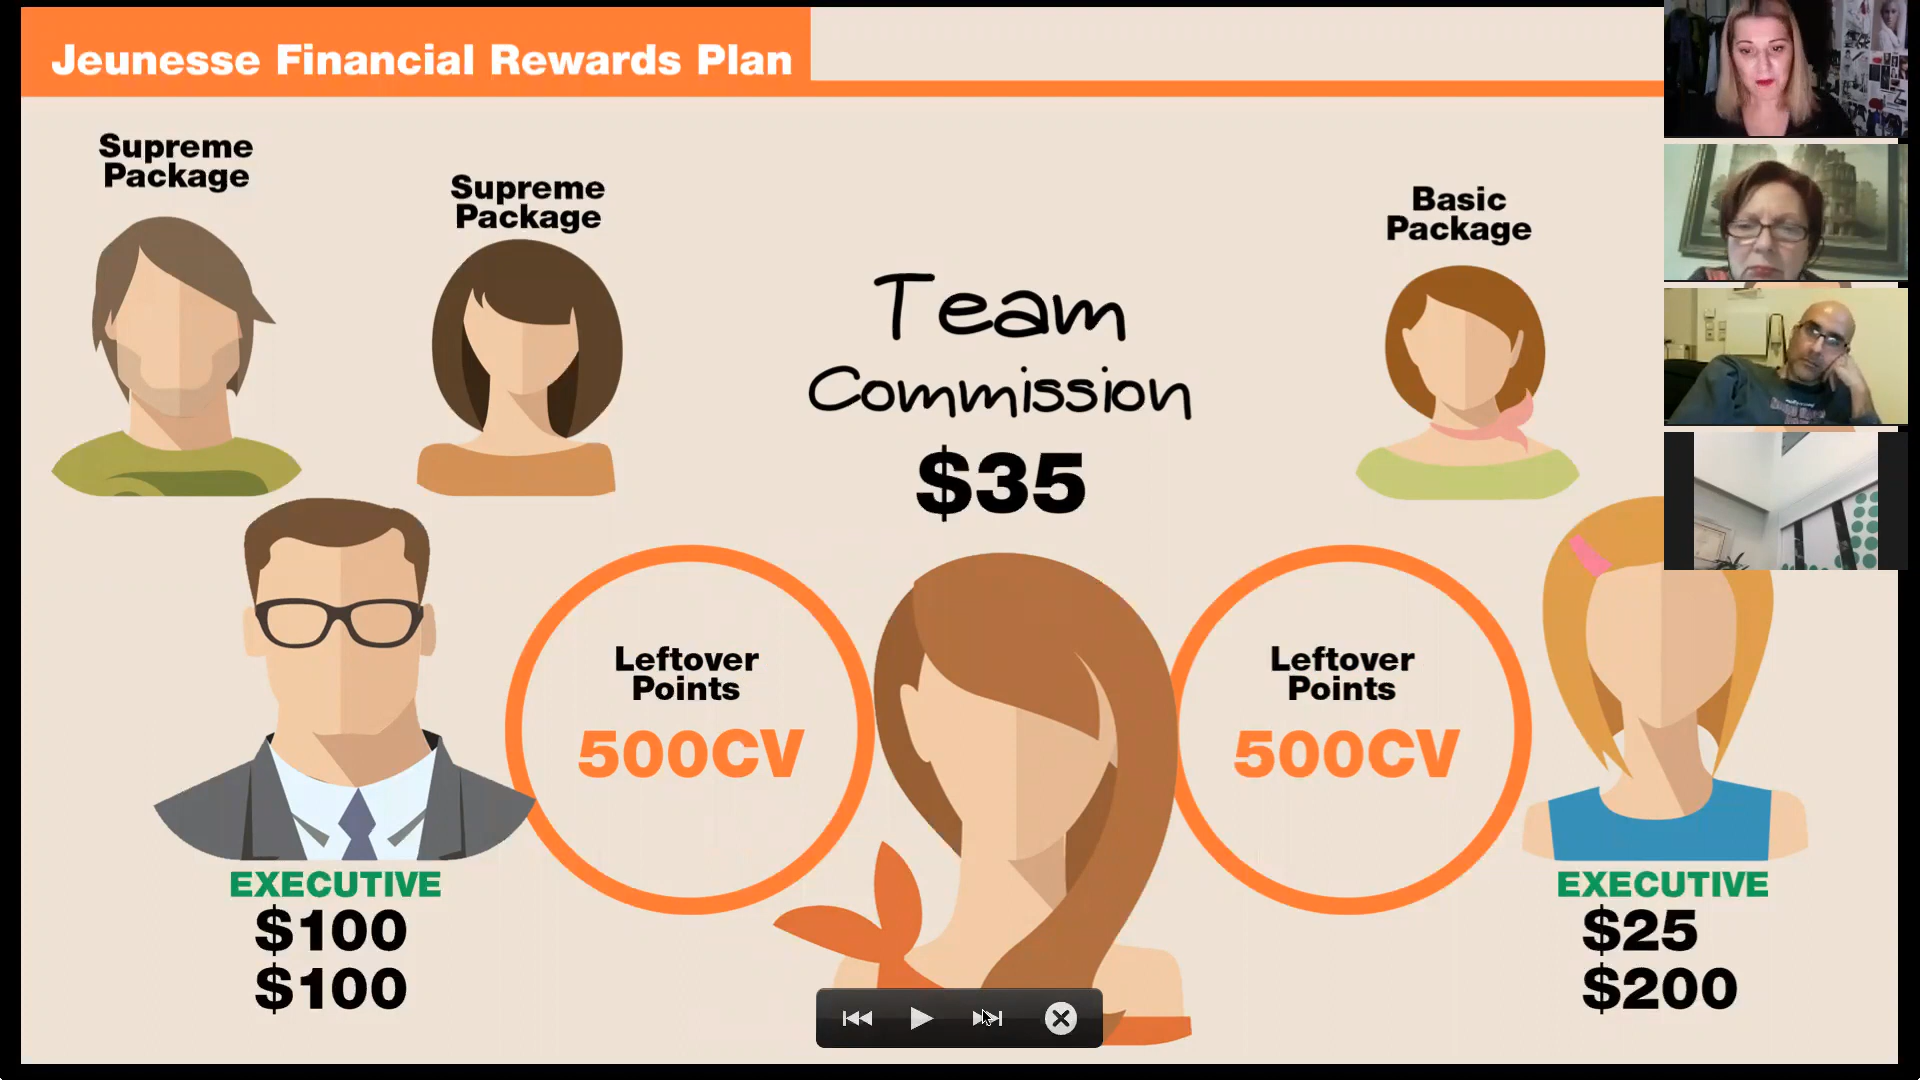 Jeunesse Financial Rewards Plan
Supreme
Package
Supreme
Package
Basic
Package
Team
Commission
$35
Leftover
Points
500CV
Leftover
Points
500CV
EXECUTIVE
$100
$100
EXECUTIVE
$25
$200